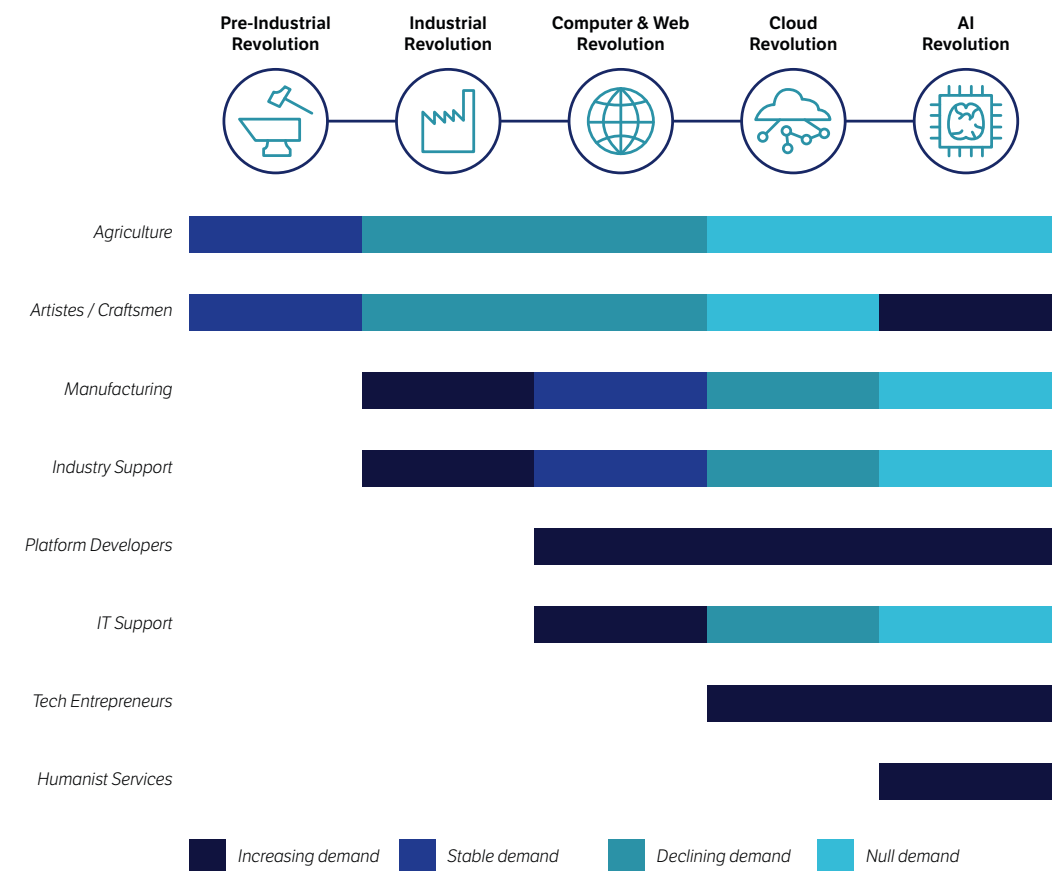 Pre-Industrial
Revolution
Industrial
Revolution
Computer & Web
Revolution
Cloud
Revolution
AI
Revolution
Agriculture
Artistes / Craftsmen
Manufacturing
Industry Support
Platform Developers
IT Support
Tech Entrepreneurs
Humanist Services
Increasing demand
Stable demand
Declining demand
Null demand